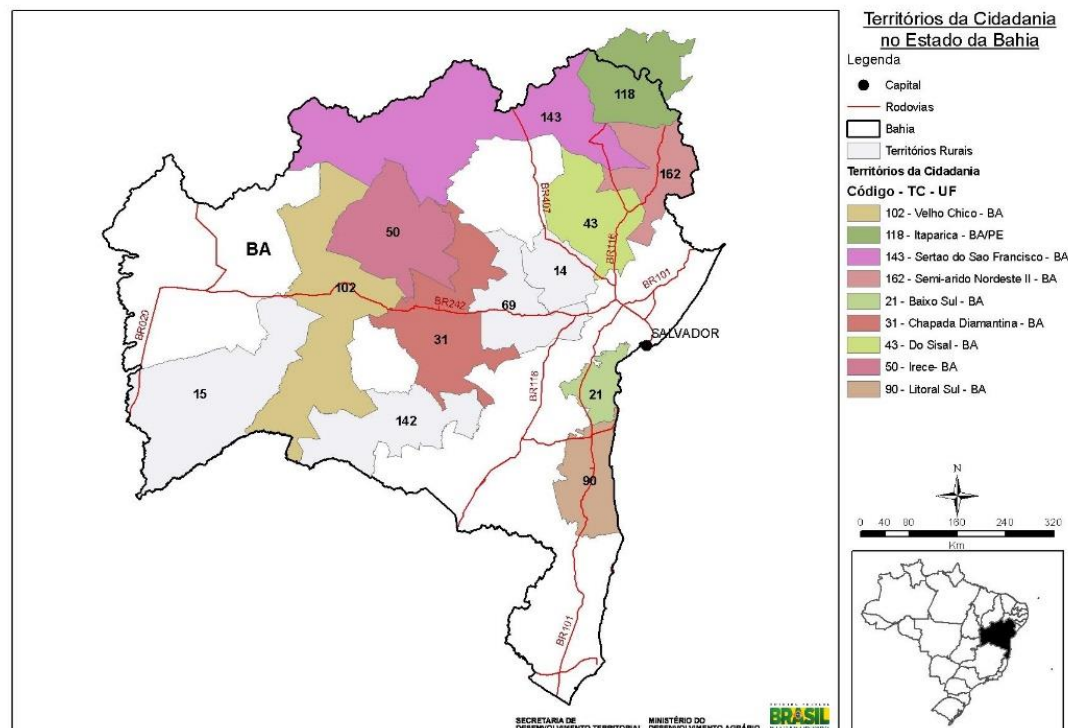 Territórios da Cidadania
no Estado da Bahia
Legenda
Capital
Rodovias
Bahia
Territórios Rurais
Territórios da Cidadania
Código - TC - UF
102 - Velho Chico - BA
118 - Itaparica - BA/PE
143 - Sertao do Sao Francisco - BA
162 - Semi-arido Nordeste II - BA
21 - Baixo Sul - BA
31 - Chapada Diamantina - BA
43 - Do Sisal - BA
50 - Irece- BA
90 - Litoral Sul - BA
118
143
162
BR407
43
BR116
50
BA
14
BR101
102
69
BR242
BR020
31
SALVADOR
15
BR116
21
142
90
BR101
N
0 40 80 160 240 320
Km
SECRETARIA DE
DESENVOLVIMENTO TERRITORIAL
MINISTÉRIO DO
DESENVOLVIMENTO AGRÁRIO
BRASIL